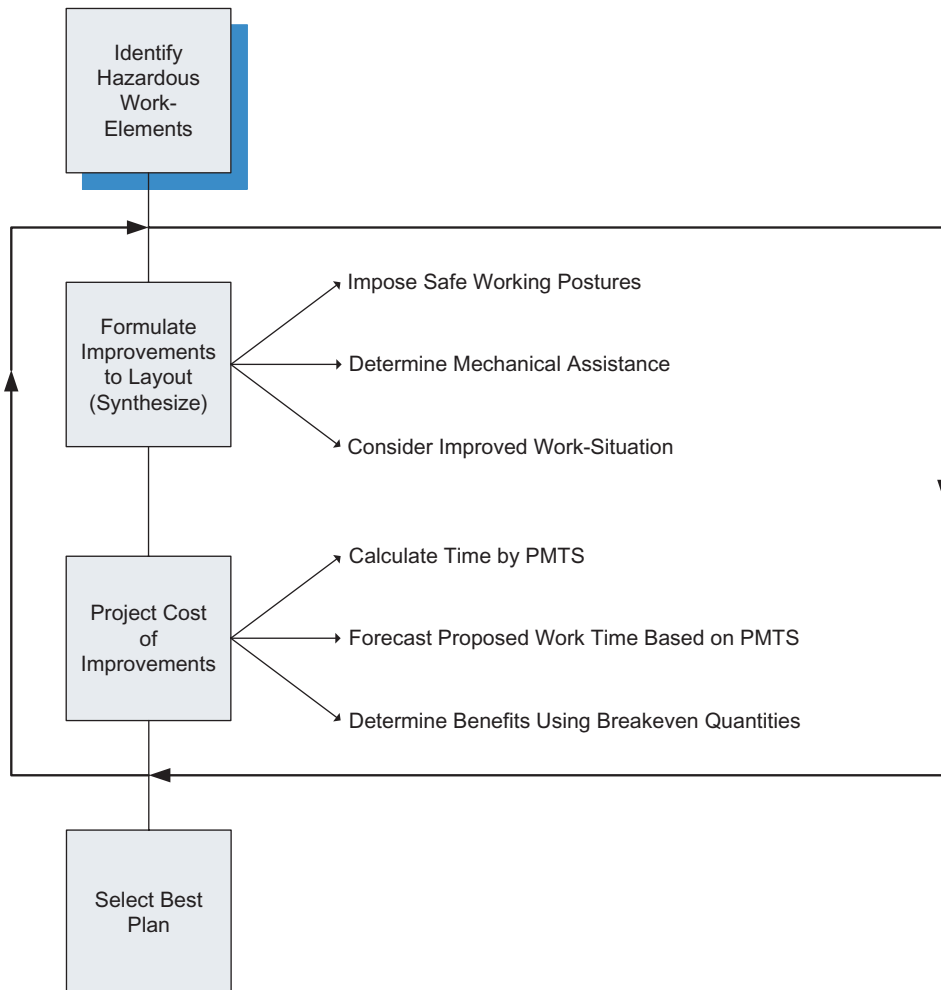 Identify
Hazardous
Work-
Elements
Formulate
Improvements
to Layout
(Synthesize)
Impose Safe Working Postures
Determine Mechanical Assistance
Consider Improved Work-Situation
Project Cost
of
Improvements
Calculate Time by PMTS
Forecast Proposed Work Time Based on PMTS
Determine Benefits Using Breakeven Quantities
Select Best
Plan